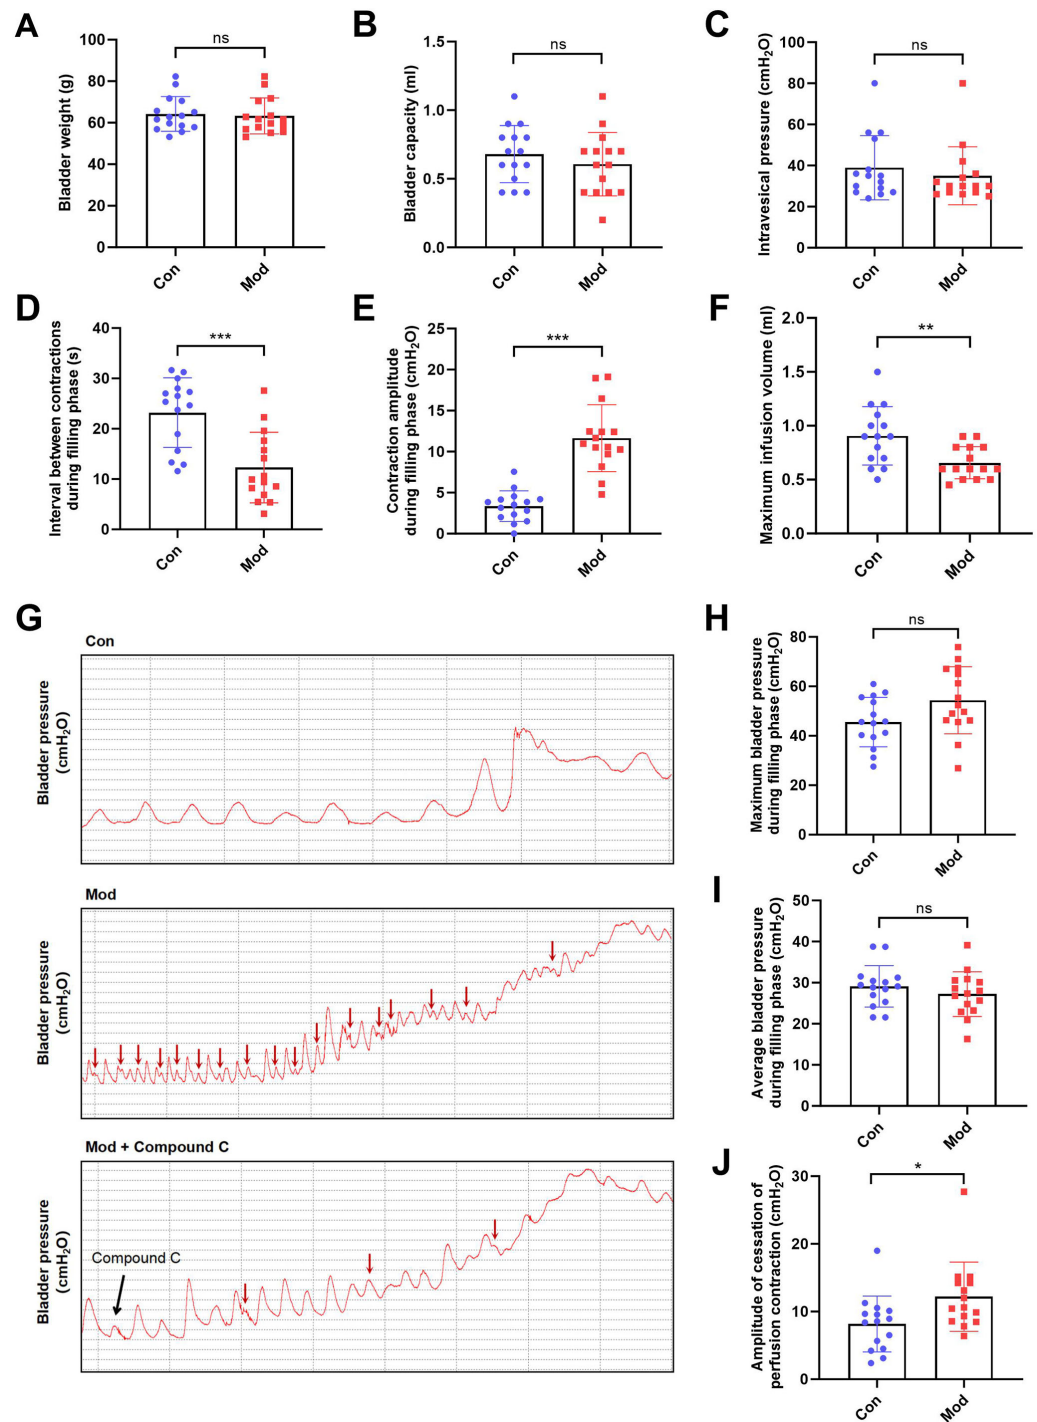 A
Bladder weight (g)
100
80
60
40
20
0
ns
Con
Mod
B
Bladder capacity (ml)
1.5
1.0
0.5
0.0
ns
Con
Mod
C
Intravesical pressure (cmH₂O)
100
80
60
40
20
0
ns
Con
Mod
D
Interval between contractions
during filling phase (s)
40
30
20
10
0
***
Con
Mod
E
Contraction amplitude
during filling phase (cmH₂O)
25
20
15
10
5
0
***
Con
Mod
F
Maximum infusion volume (ml)
2.0
1.5
1.0
0.5
0.0
**
Con
Mod
G
Con
Bladder pressure
(cmH₂O)
Mod
Bladder pressure
(cmH₂O)
Mod + Compound C
Bladder pressure
(cmH₂O)
Compound C
H
Maximum bladder pressure
during filling phase (cmH₂O)
80
60
40
20
0
ns
Con
Mod
I
Average bladder pressure
during filling phase (cmH₂O)
50
40
30
20
10
0
ns
Con
Mod
J
Amplitude of cessation of
perfusion contraction (cmH₂O)
30
20
10
0
*
Con
Mod